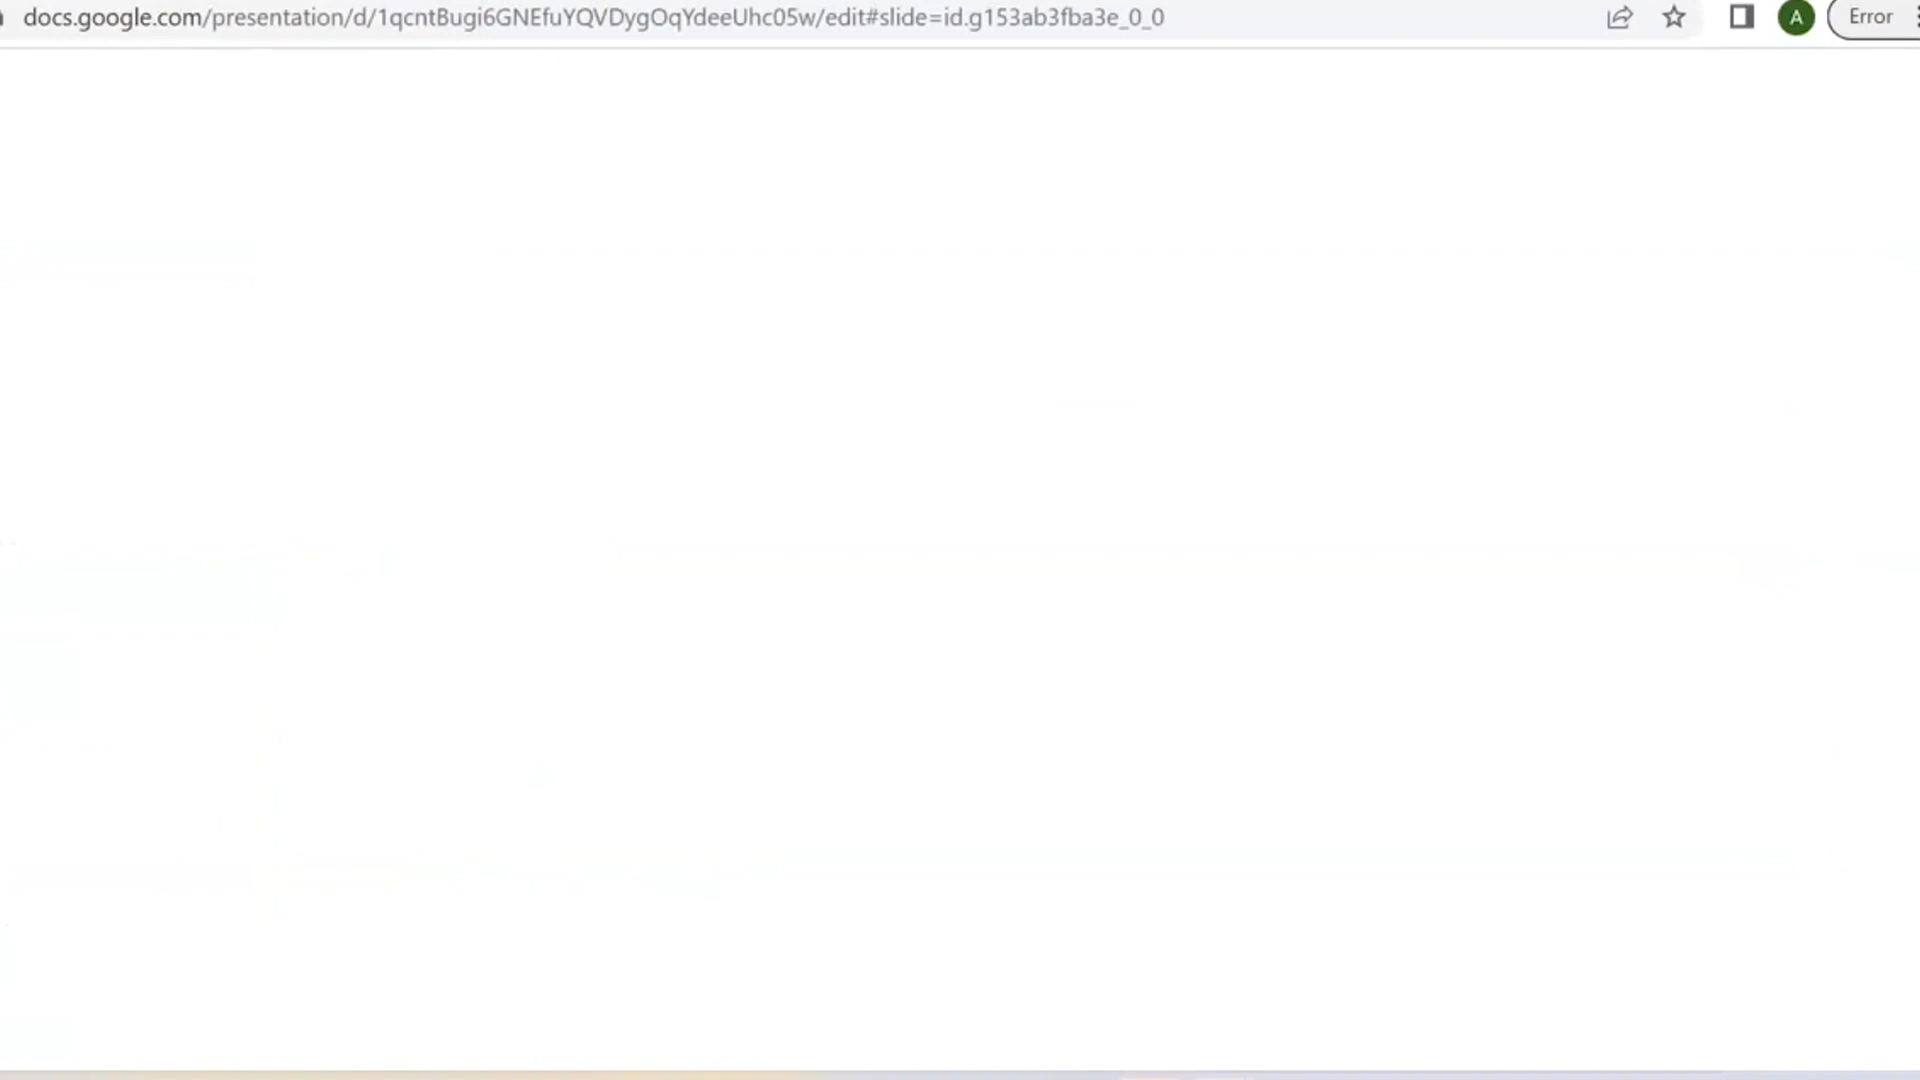 docs.google.com/presentation/d/1qcntBugi6GNEfuYQVDygOqYdeeUhc05w/edit#slide=id.g153ab3fba3e_0_0
A
Error